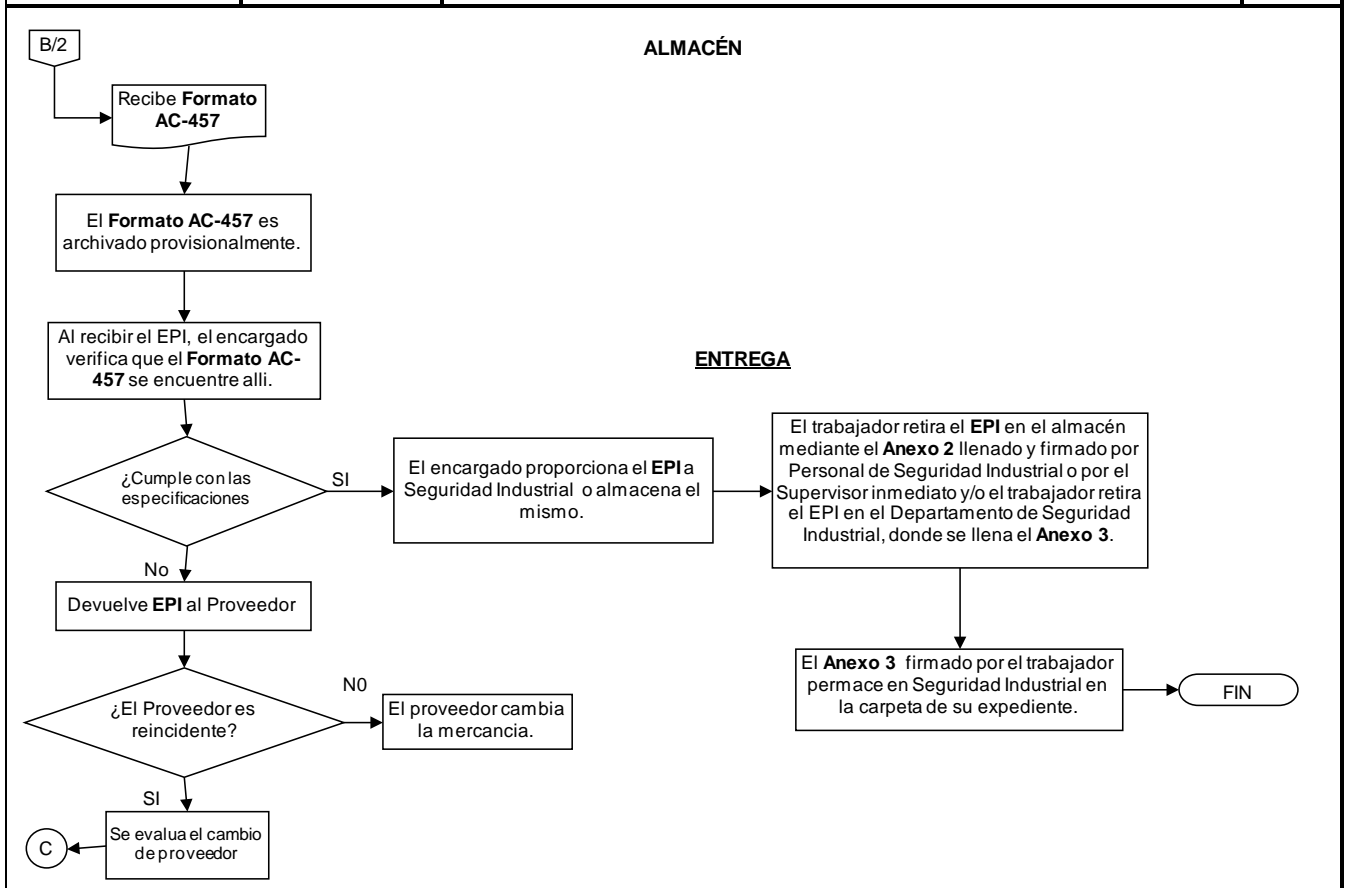 B/2
ALMACÉN
Recibe Formato
AC-457
El Formato AC-457 es
archivado provisionalmente.
Al recibir el EPI, el encargado
verifica que el Formato AC-
457 se encuentre alli.
ENTREGA
¿Cumple con las
especificaciones
SI
El encargado proporciona el EPI a
Seguridad Industrial o almacena el
mismo.
El trabajador retira el EPI en el almacén
mediante el Anexo 2 llenado y firmado por
Personal de Seguridad Industrial o por el
Supervisor inmediato y/o el trabajador retira
el EPI en el Departamento de Seguridad
Industrial, donde se llena el Anexo 3.
No
Devuelve EPI al Proveedor
El Anexo 3 firmado por el trabajador
permace en Seguridad Industrial en
la carpeta de su expediente.
FIN
¿El Proveedor es
reincidente?
N0
El proveedor cambia
la mercancia.
SI
Se evalua el cambio
de proveedor
C